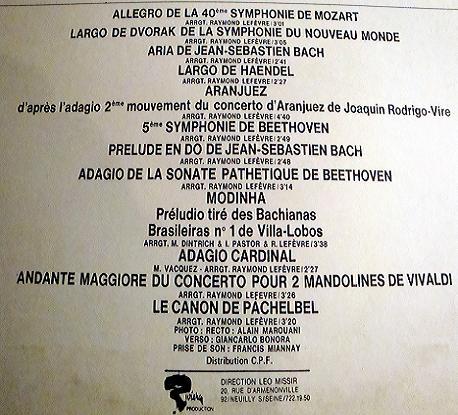 ALLEGRO DE LA 40ème SYMPHONIE DE MOZART
ARRGT. RAYMOND LEFÈVRE/3'01
LARGO DE DVORAK DE LA SYMPHONIE DU NOUVEAU MONDE
ARRGT. RAYMOND LEFÈVRE/3'05
ARIA DE JEAN-SEBASTIEN BACH
ARRGT. RAYMOND LEFÈVRE/2'41
LARGO DE HAENDEL
ARRGT. RAYMOND LEFÈVRE/2'27
ARANJUEZ
d'après l'adagio 2ème mouvement du concerto d'Aranjuez de Joaquin Rodrigo-Vire
ARRGT. RAYMOND LEFÈVRE/4'40
5ème SYMPHONIE DE BEETHOVEN
ARRGT. RAYMOND LEFÈVRE/2'49
PRELUDE EN DO DE JEAN-SEBASTIEN BACH
ARRGT. RAYMOND LEFÈVRE/2'48
ADAGIO DE LA SONATE PATHETIQUE DE BEETHOVEN
ARRGT. RAYMOND LEFÈVRE/3'14
MODINHA
Préludio tiré des Bachianas
Brasileiras n° 1 de Villa-Lobos
ARRGT. M. DINTRICH & L. PASTOR & R. LEFÈVRE/3'38
ADAGIO CARDINAL
M. VACQUEZ - ARRGT. RAYMOND LEFÈVRE/2'27
ANDANTE MAGGIORE DU CONCERTO POUR 2 MANDOLINES DE VIVALDI
ARRGT. RAYMOND LEFÈVRE/3'26
LE CANON DE PACHELBEL
ARRGT. RAYMOND LEFÈVRE/3'20
PHOTO: RECTO: ALAIN MAROUANI
VERSO: GIANCARLO BONORA
PRISE DE SON: FRANCIS MIANNAY
Distribution C.P.F.
PRODUCTION
DIRECTION LEO MISSIR
20, RUE D'ARMENONVILLE
92/NEUILLY S/SEINE/722.19.50